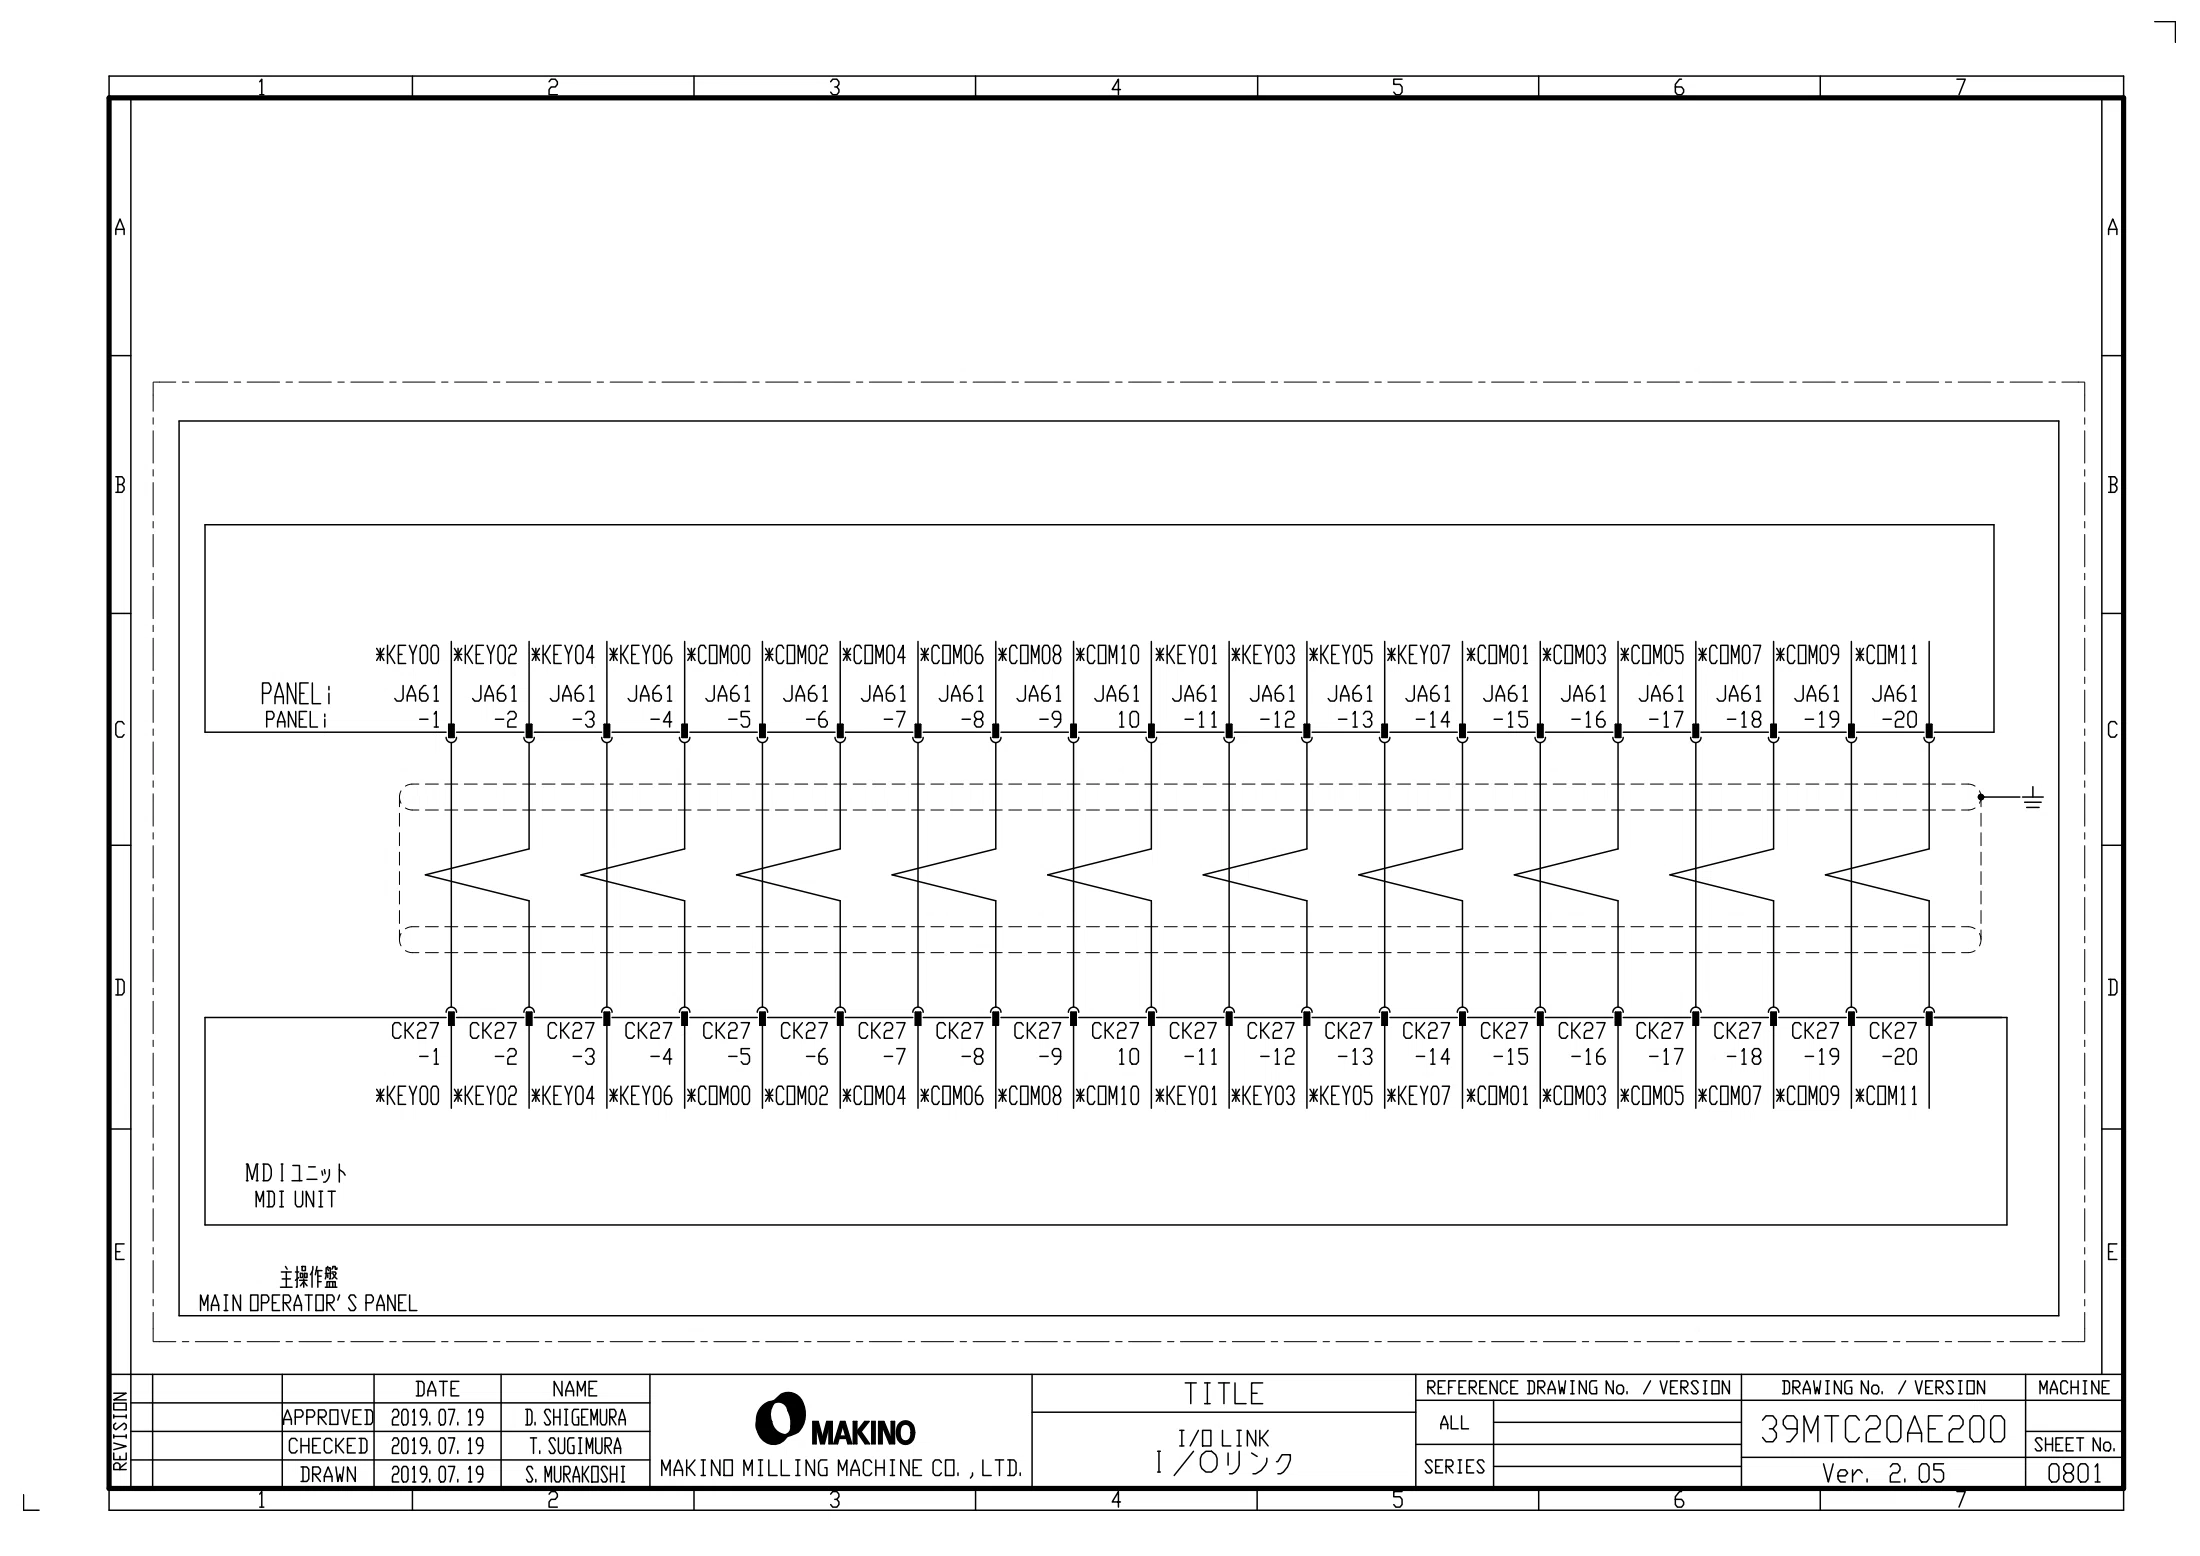 1 2 3 4 5 6 7
A A
B B
*KEY00 *KEY02 *KEY04 *KEY06 *COM00 *COM02 *COM04 *COM06 *COM08 *COM10 *KEY01 *KEY03 *KEY05 *KEY07 *COM01 *COM03 *COM05 *COM07 *COM09 *COM11
PANELi JA61 JA61 JA61 JA61 JA61 JA61 JA61 JA61 JA61 JA61 JA61 JA61 JA61 JA61 JA61 JA61 JA61 JA61 JA61 JA61
PANELi -1 -2 -3 -4 -5 -6 -7 -8 -9 10 -11 -12 -13 -14 -15 -16 -17 -18 -19 -20
C C
D D
CK27 CK27 CK27 CK27 CK27 CK27 CK27 CK27 CK27 CK27 CK27 CK27 CK27 CK27 CK27 CK27 CK27 CK27 CK27 CK27
-1 -2 -3 -4 -5 -6 -7 -8 -9 10 -11 -12 -13 -14 -15 -16 -17 -18 -19 -20
*KEY00 *KEY02 *KEY04 *KEY06 *COM00 *COM02 *COM04 *COM06 *COM08 *COM10 *KEY01 *KEY03 *KEY05 *KEY07 *COM01 *COM03 *COM05 *COM07 *COM09 *COM11
MDIユニット
MDI UNIT
E E
主操作盤
MAIN OPERATOR'S PANEL
REVISION
DATE NAME
APPROVED 2019.07.19 D. SHIGEMURA
CHECKED 2019.07.19 T. SUGIMURA
DRAWN 2019.07.19 S. MURAKOSHI
MAKINO
MAKINO MILLING MACHINE CO.,LTD.
TITLE
I/O LINK
I/Oリンク
REFERENCE DRAWING No. / VERSION
ALL
SERIES
DRAWING No. / VERSION
39MTC20AE200
Ver. 2.05
MACHINE
SHEET No.
0801
1 2 3 4 5 6 7